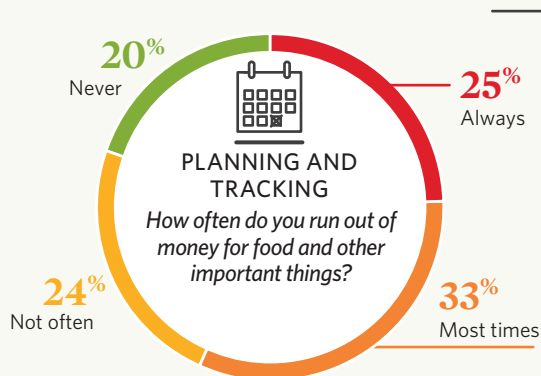 20%
Never
25%
Always
PLANNING AND
TRACKING
How often do you run out of
money for food and other
important things?
24%
Not often
33%
Most times